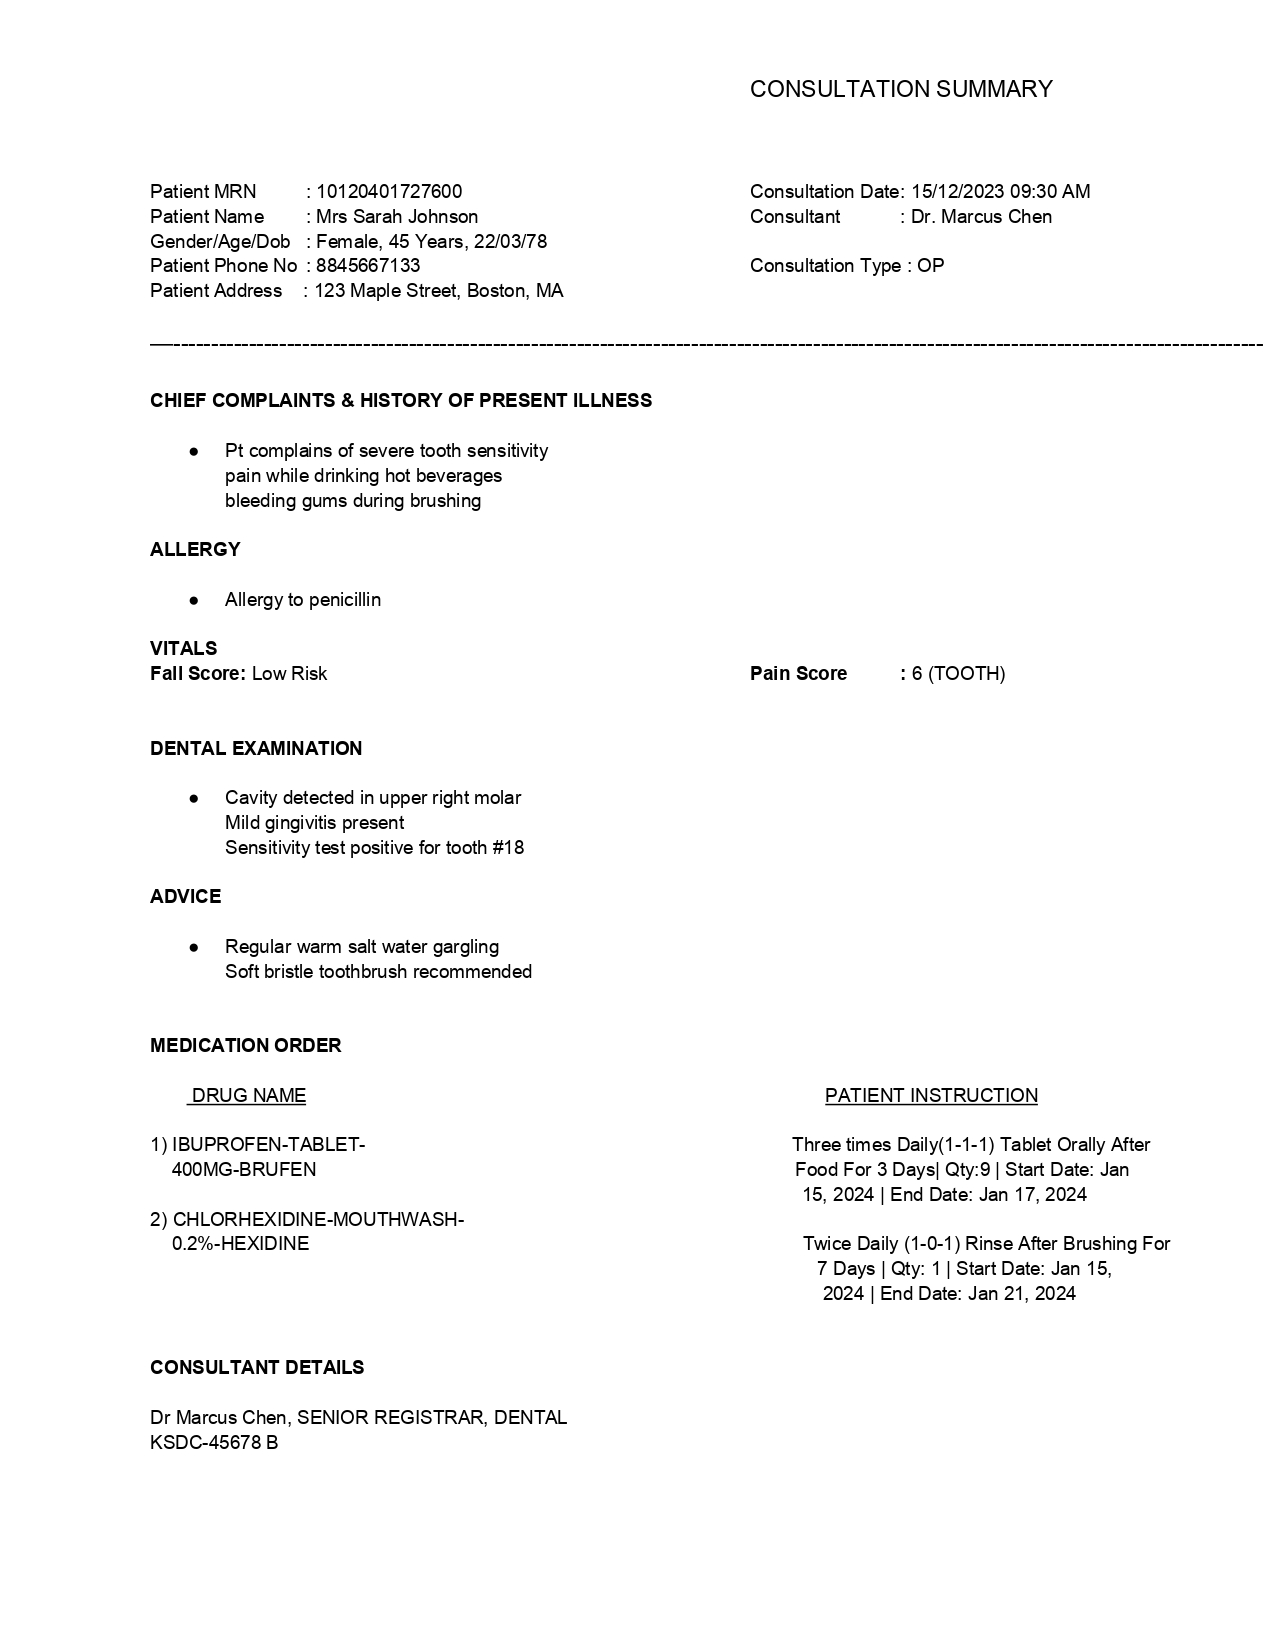 CONSULTATION SUMMARY
Patient MRN : 10120401727600 Consultation Date: 15/12/2023 09:30 AM
Patient Name : Mrs Sarah Johnson Consultant : Dr. Marcus Chen
Gender/Age/Dob : Female, 45 Years, 22/03/78
Patient Phone No : 8845667133 Consultation Type : OP
Patient Address : 123 Maple Street, Boston, MA
CHIEF COMPLAINTS & HISTORY OF PRESENT ILLNESS
● Pt complains of severe tooth sensitivity
pain while drinking hot beverages
bleeding gums during brushing
ALLERGY
● Allergy to penicillin
VITALS
Fall Score: Low Risk Pain Score : 6 (TOOTH)
DENTAL EXAMINATION
● Cavity detected in upper right molar
Mild gingivitis present
Sensitivity test positive for tooth #18
ADVICE
● Regular warm salt water gargling
Soft bristle toothbrush recommended
MEDICATION ORDER
DRUG NAME PATIENT INSTRUCTION
1) IBUPROFEN-TABLET- Three times Daily(1-1-1) Tablet Orally After
400MG-BRUFEN Food For 3 Days| Qty:9 | Start Date: Jan
15, 2024 | End Date: Jan 17, 2024
2) CHLORHEXIDINE-MOUTHWASH-
0.2%-HEXIDINE Twice Daily (1-0-1) Rinse After Brushing For
7 Days | Qty: 1 | Start Date: Jan 15,
2024 | End Date: Jan 21, 2024
CONSULTANT DETAILS
Dr Marcus Chen, SENIOR REGISTRAR, DENTAL
KSDC-45678 B